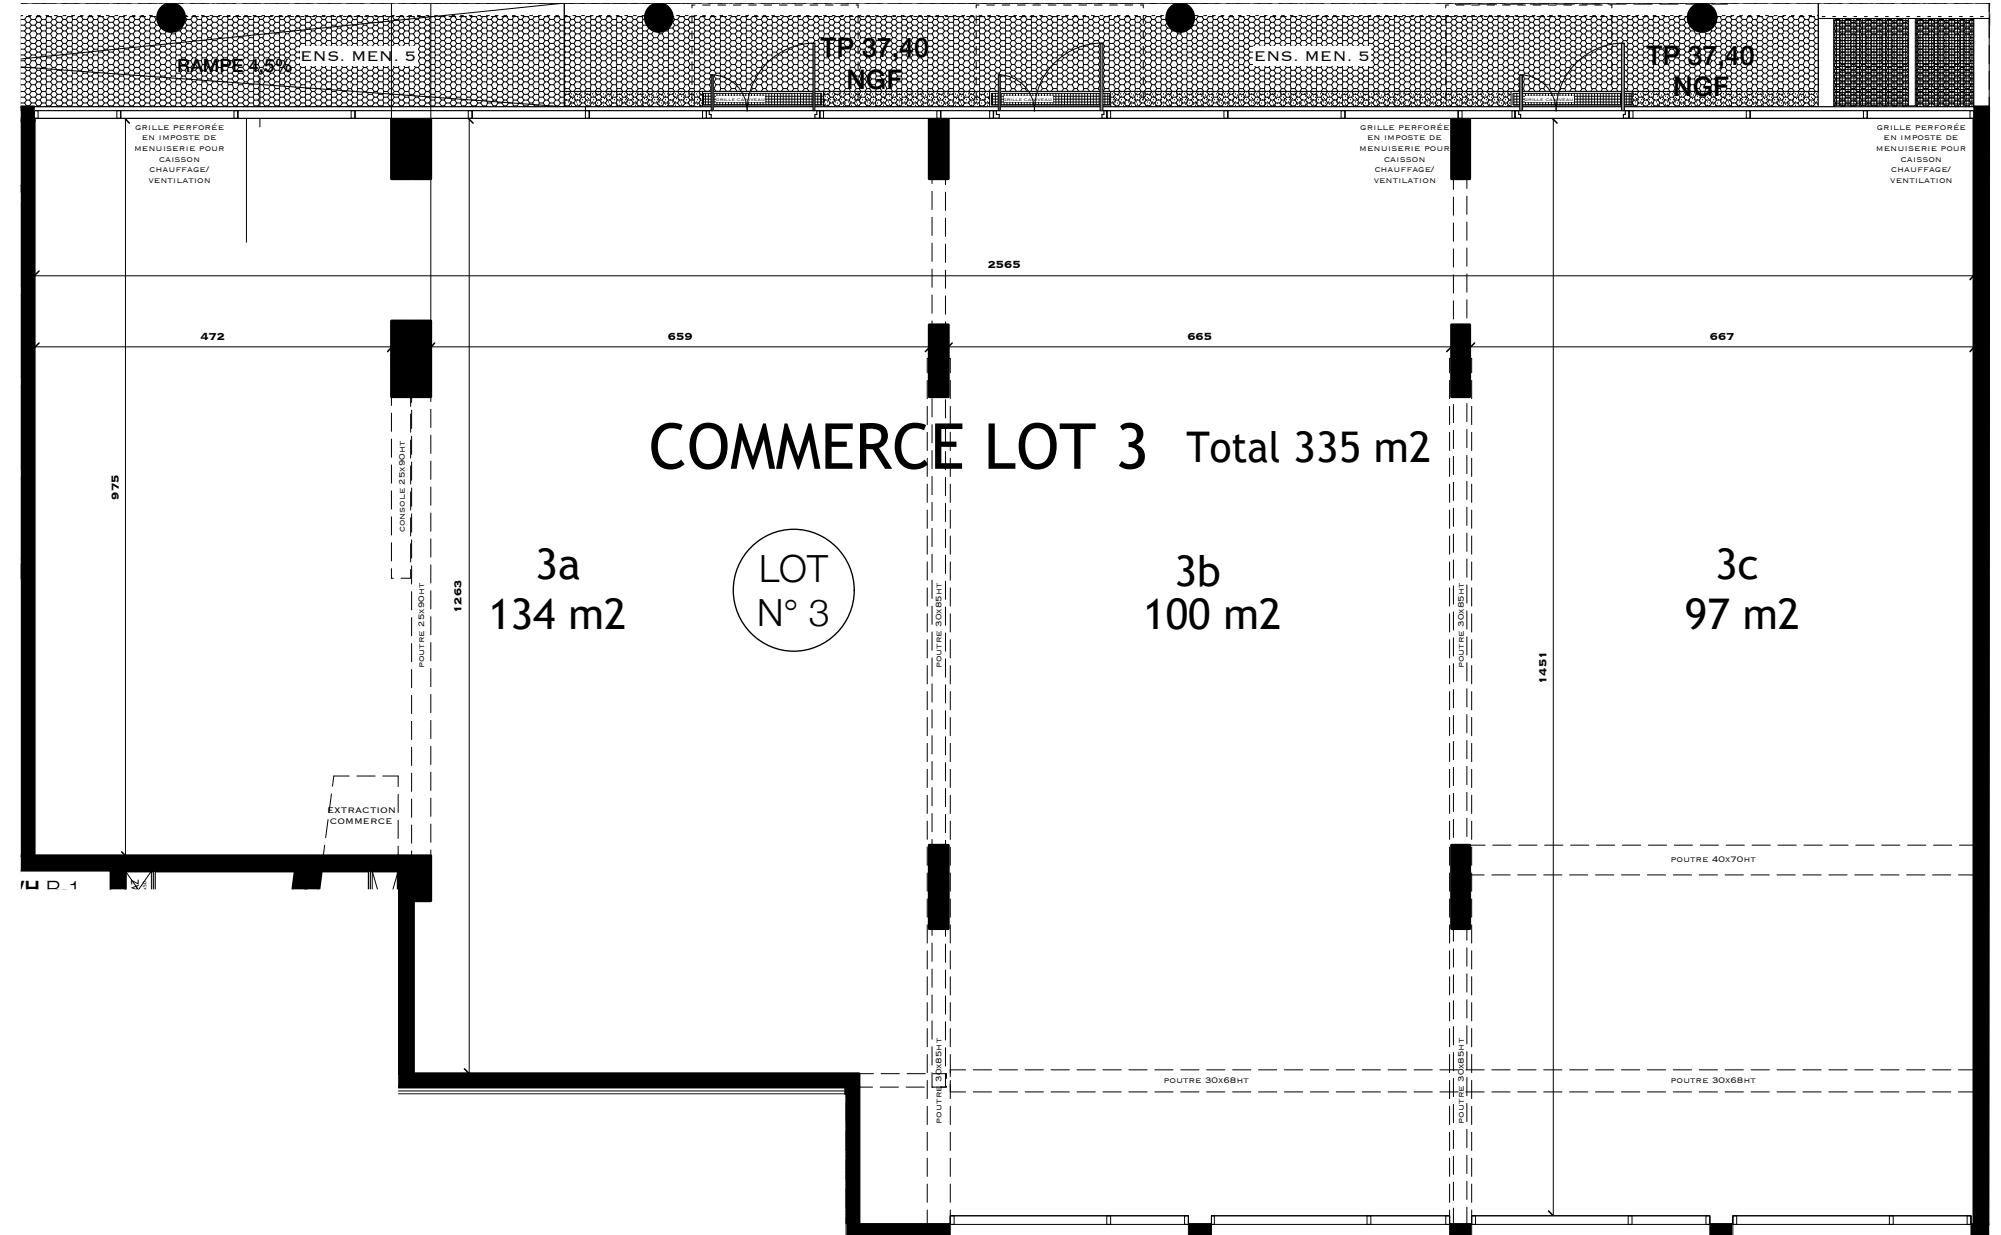 RAMPE 4,5%
ENS. MEN. 5
TP 37,40
NGF
ENS. MEN. 5
TP 37,40
NGF
GRILLE PERFORÉE
EN IMPOSTE DE
MENUISERIE POUR
CAISSON
CHAUFFAGE/
VENTILATION
GRILLE PERFORÉE
EN IMPOSTE DE
MENUISERIE POUR
CAISSON
CHAUFFAGE/
VENTILATION
GRILLE PERFORÉE
EN IMPOSTE DE
MENUISERIE POUR
CAISSON
CHAUFFAGE/
VENTILATION
2565
472
659
665
667
COMMERCE LOT 3
Total 335 m2
975
CONSOLE 25x90HT
POUTRE 25x90HT
1263
3a
134 m2
LOT
N° 3
POUTRE 30x85HT
3b
100 m2
POUTRE 30x85HT
1451
3c
97 m2
EXTRACTION
COMMERCE
POUTRE 40x70HT
R-1
POUTRE 30x85HT
POUTRE 30x68HT
POUTRE 30x85HT
POUTRE 30x68HT